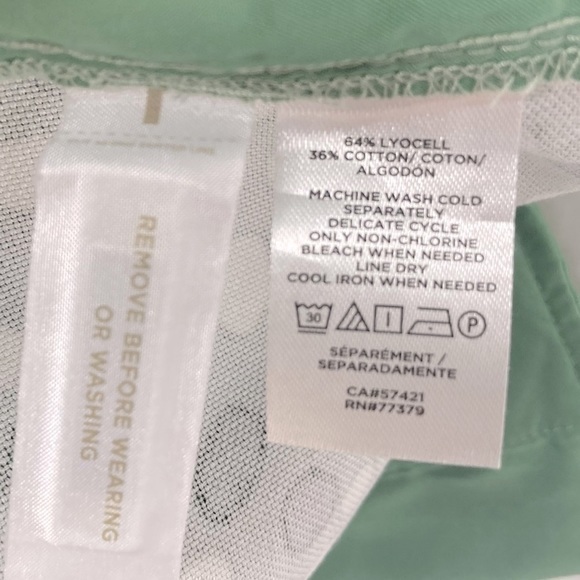 64% LYOCELL
36% COTTON/ COTON/
ALGODÓN
MACHINE WASH COLD
SEPARATELY
DELICATE CYCLE
ONLY NON-CHLORINE
BLEACH WHEN NEEDED
LINE DRY
COOL IRON WHEN NEEDED
30
P
SÉPARÉMENT /
SEPARADAMENTE
CA#57421
RN#77379
REMOVE BEFORE WEARING
OR WASHING